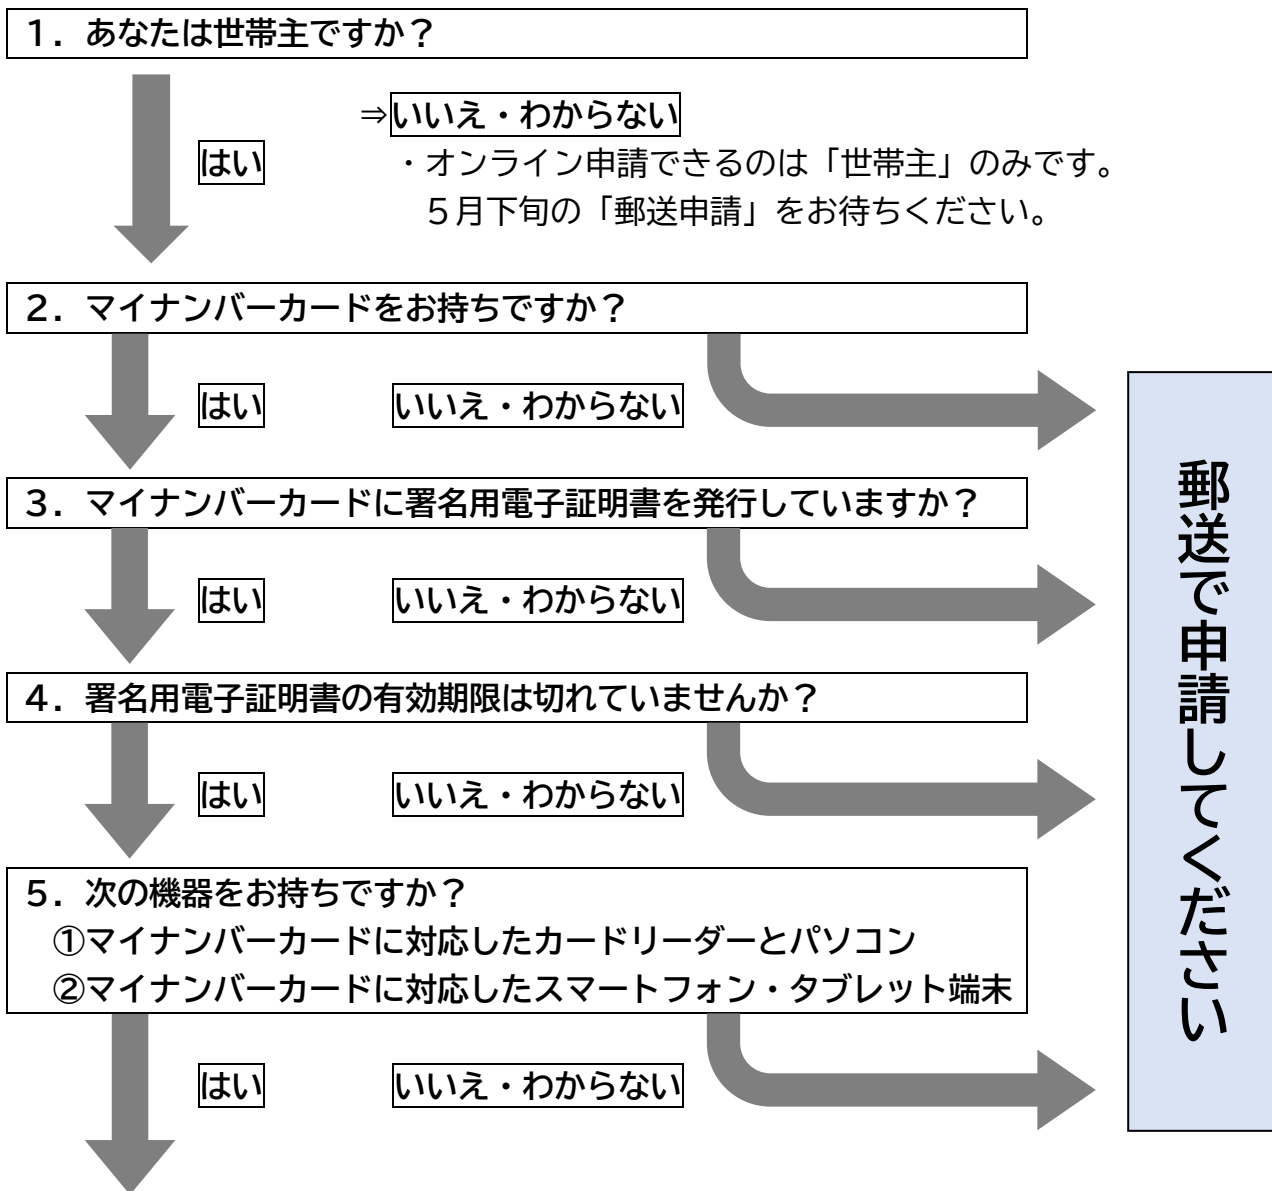 １．あなたは世帯主ですか？
⇒いいえ・わからない
はい
・オンライン申請できるのは「世帯主」のみです。
５月下旬の「郵送申請」をお待ちください。
２．マイナンバーカードをお持ちですか？
はい
いいえ・わからない
３．マイナンバーカードに署名用電子証明書を発行していますか？
はい
いいえ・わからない
４．署名用電子証明書の有効期限は切れていませんか？
はい
いいえ・わからない
５．次の機器をお持ちですか？
①マイナンバーカードに対応したカードリーダーとパソコン
②マイナンバーカードに対応したスマートフォン・タブレット端末
はい
いいえ・わからない
郵送で申請してください